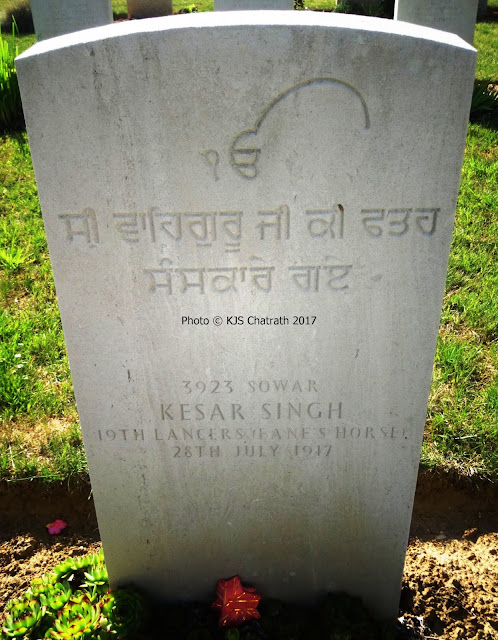 ੴ
ਸੀ੍ ਵਾਹਿਗੁਰੂ ਜੀ ਕੀ ਫਤਹ
ਸੰਸਕਾਰੇ ਗਏ
Photo © KJS Chatrath 2017
3923 SOWAR
KESAR SINGH
19TH LANCERS (FANE'S HORSE)
28TH JULY 1917